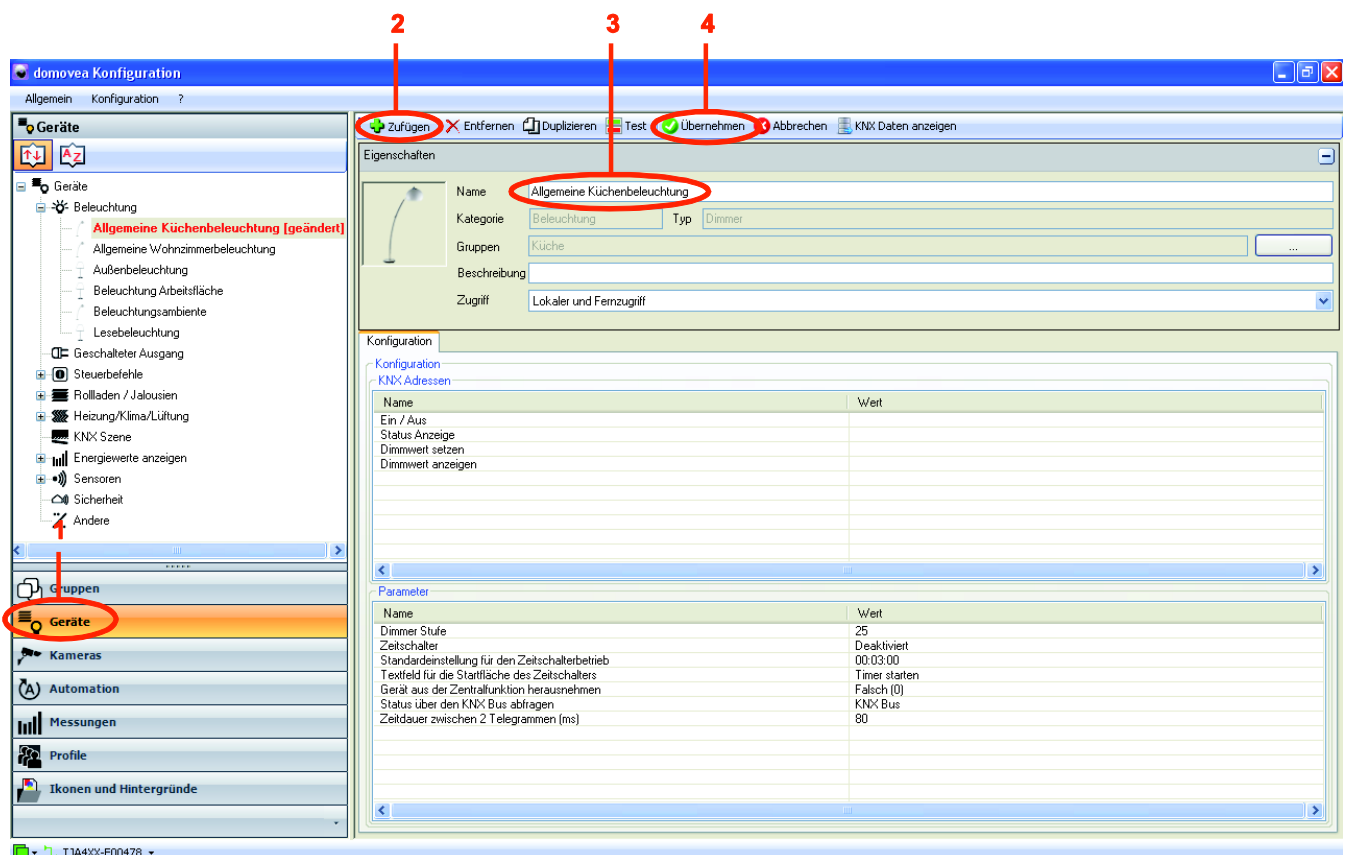 2 3 4
domovea Konfiguration
Allgemein Konfiguration ?
Geräte
Zufügen Entfernen Duplizieren Test Übernehmen Abbrechen KNX Daten anzeigen
AZ
Eigenschaften
Geräte
Beleuchtung
Allgemeine Küchenbeleuchtung [geändert]
Allgemeine Wohnzimmerbeleuchtung
Außenbeleuchtung
Beleuchtung Arbeitsfläche
Beleuchtungsambiente
Lesebeleuchtung
Geschalteter Ausgang
Steuerbefehle
Rollladen / Jalousien
Heizung/Klima/Lüftung
KNX Szene
Energiewerte anzeigen
Sensoren
Sicherheit
Andere
1
Gruppen
Geräte
Kameras
Automation
Messungen
Profile
Ikonen und Hintergründe
Name Allgemeine Küchenbeleuchtung
Kategorie Beleuchtung Typ Dimmer
Gruppen Küche ...
Beschreibung
Zugriff Lokaler und Fernzugriff
Konfiguration
Konfiguration
KNX Adressen
Name Wert
Ein / Aus
Status Anzeige
Dimmwert setzen
Dimmwert anzeigen
Parameter
Name Wert
Dimmer Stufe 25
Zeitschalter Deaktiviert
Standardeinstellung für den Zeitschalterbetrieb 00:03:00
Textfeld für die Startfläche des Zeitschalters Timer starten
Gerät aus der Zentralfunktion herausnehmen Falsch (0)
Status über den KNX Bus abfragen KNX Bus
Zeitdauer zwischen 2 Telegrammen (ms) 80
TJA4XX-E00478